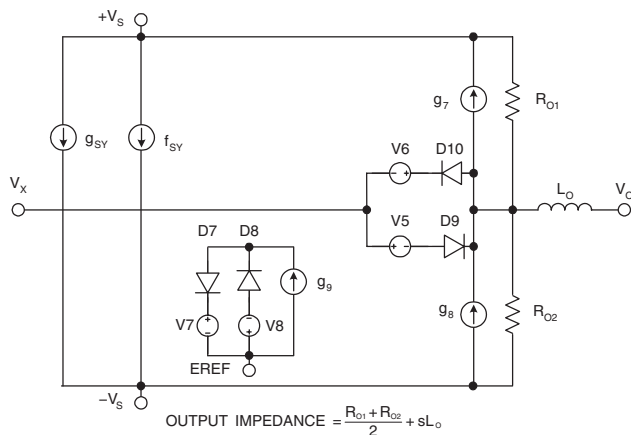 +VS
g7
RO1
gSY
fSY
V6
D10
VX
LO
VO
V5
D9
D7
D8
g9
V7
V8
g8
RO2
EREF
−VS
OUTPUT IMPEDANCE = RO1 + RO2 / 2 + sLO